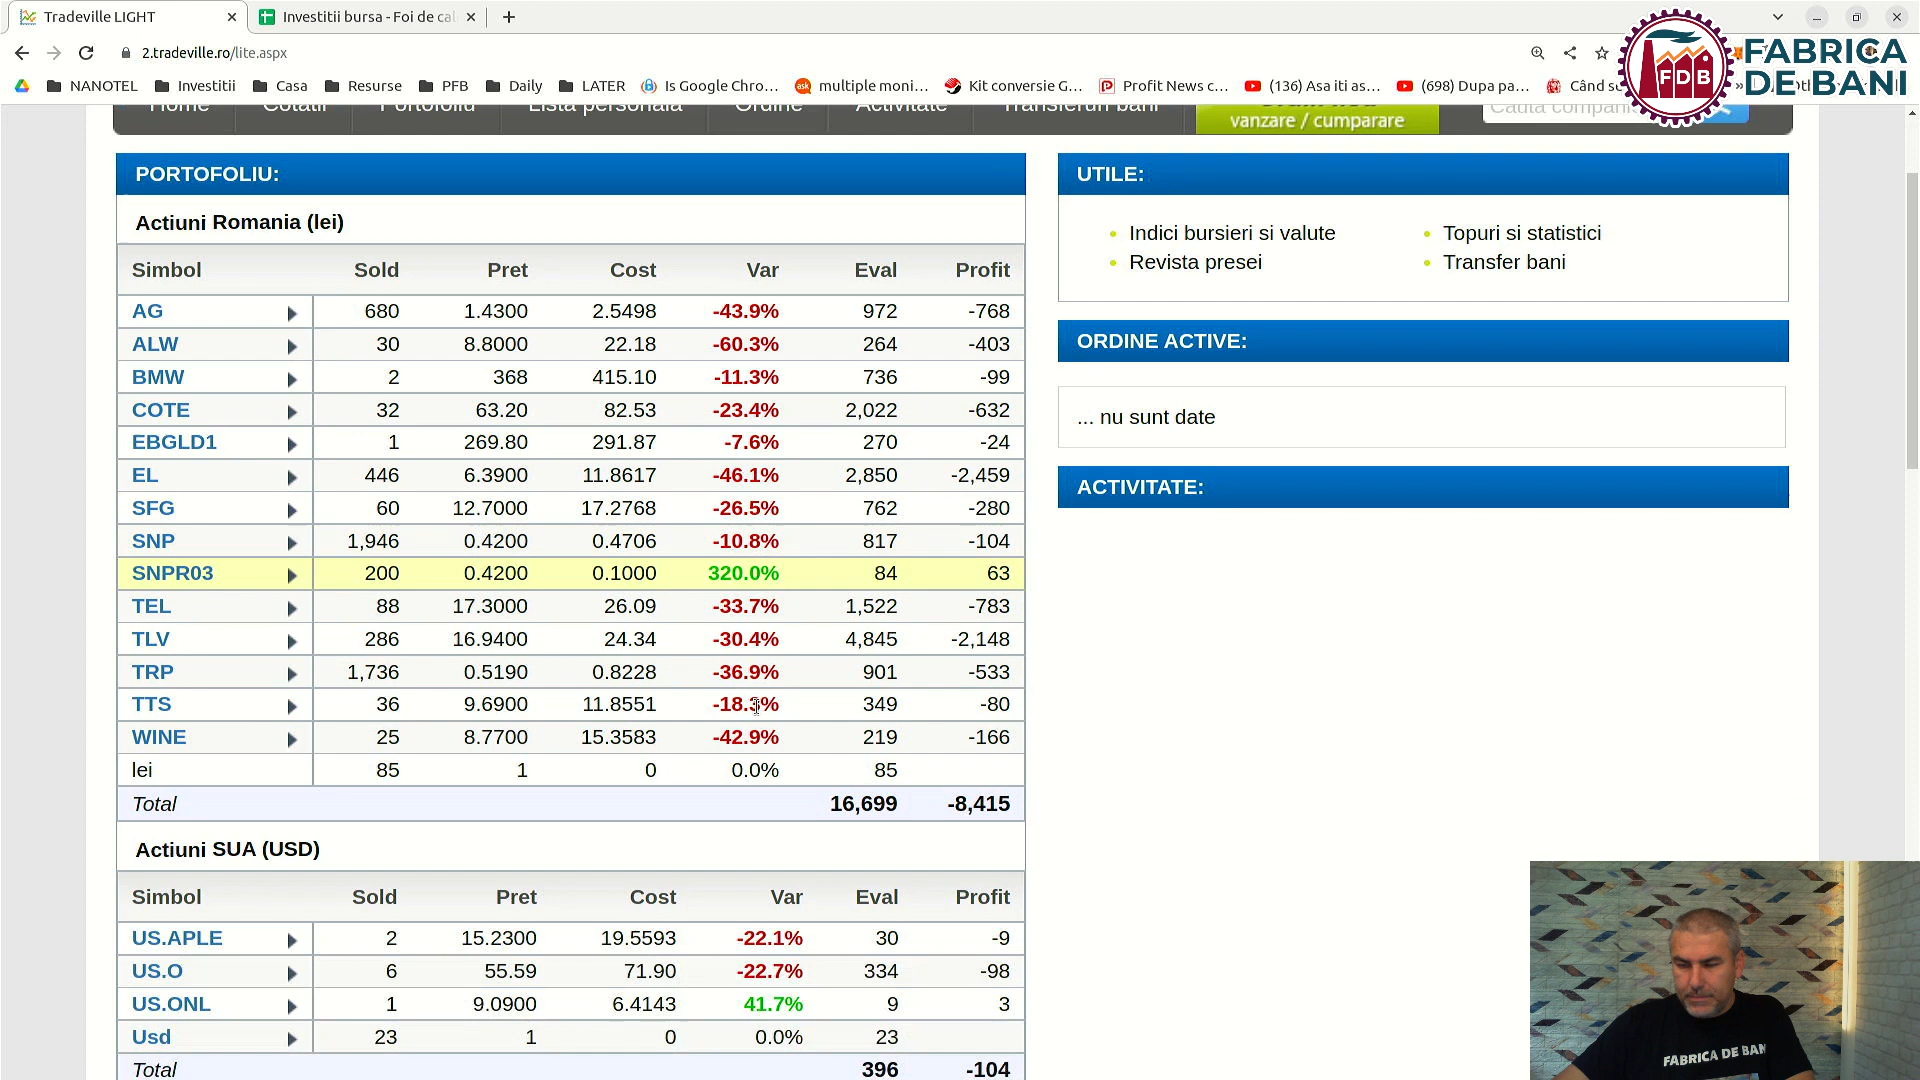 Tradeville LIGHT
Investitii bursa - Foi de cal
2.tradeville.ro/lite.aspx
FABRICA
DE BANI
FDB
NANOTEL Investitii Casa Resurse PFB Daily LATER Is Google Chro... multiple moni... Kit conversie G... Profit News c... (136) Asa iti as... (698) Dupa pa... Când
Home Cotatii Portofoliu Lista personala Ordine Activitate Transferuri bani
vanzare / cumparare
Cauta compani
PORTOFOLIU:
Actiuni Romania (lei)
Simbol Sold Pret Cost Var Eval Profit
AG 680 1.4300 2.5498 -43.9% 972 -768
ALW 30 8.8000 22.18 -60.3% 264 -403
BMW 2 368 415.10 -11.3% 736 -99
COTE 32 63.20 82.53 -23.4% 2,022 -632
EBGLD1 1 269.80 291.87 -7.6% 270 -24
EL 446 6.3900 11.8617 -46.1% 2,850 -2,459
SFG 60 12.7000 17.2768 -26.5% 762 -280
SNP 1,946 0.4200 0.4706 -10.8% 817 -104
SNPR03 200 0.4200 0.1000 320.0% 84 63
TEL 88 17.3000 26.09 -33.7% 1,522 -783
TLV 286 16.9400 24.34 -30.4% 4,845 -2,148
TRP 1,736 0.5190 0.8228 -36.9% 901 -533
TTS 36 9.6900 11.8551 -18.3% 349 -80
WINE 25 8.7700 15.3583 -42.9% 219 -166
lei 85 1 0 0.0% 85
Total 16,699 -8,415
Actiuni SUA (USD)
Simbol Sold Pret Cost Var Eval Profit
US.APLE 2 15.2300 19.5593 -22.1% 30 -9
US.O 6 55.59 71.90 -22.7% 334 -98
US.ONL 1 9.0900 6.4143 41.7% 9 3
Usd 23 1 0 0.0% 23
Total 396 -104
UTILE:
Indici bursieri si valute
Revista presei
Topuri si statistici
Transfer bani
ORDINE ACTIVE:
... nu sunt date
ACTIVITATE:
FABRICA DE BAN